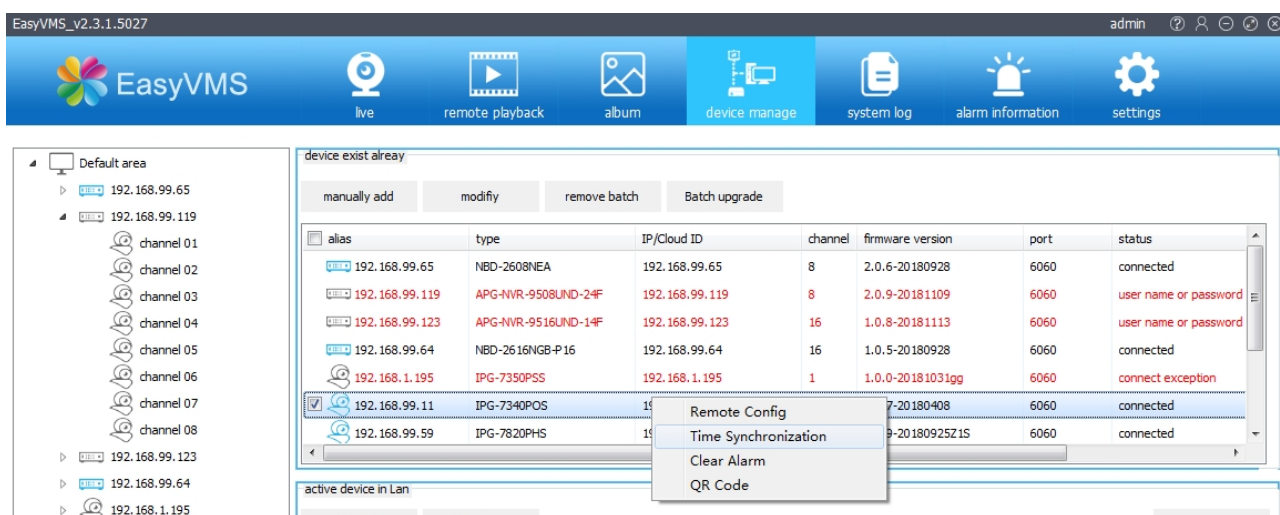 EasyVMS_v2.3.1.5027 admin
EasyVMS
live remote playback album device manage system log alarm information settings
Default area
192.168.99.65
192.168.99.119
channel 01
channel 02
channel 03
channel 04
channel 05
channel 06
channel 07
channel 08
192.168.99.123
192.168.99.64
192.168.1.195
device exist alreay
manually add modifiy remove batch Batch upgrade
alias type IP/Cloud ID channel firmware version port status
192.168.99.65 NBD-2608NEA 192.168.99.65 8 2.0.6-20180928 6060 connected
192.168.99.119 APG-NVR-9508UND-24F 192.168.99.119 8 2.0.9-20181109 6060 user name or password
192.168.99.123 APG-NVR-9516UND-14F 192.168.99.123 16 1.0.8-20181113 6060 user name or password
192.168.99.64 NBD-2616NGB-P16 192.168.99.64 16 1.0.5-20180928 6060 connected
192.168.1.195 IPG-7350PSS 192.168.1.195 1 1.0.0-20181031gg 6060 connect exception
192.168.99.11 IPG-7340POS 7-20180408 6060 connected
192.168.99.59 IPG-7820PHS 9-20180925Z1S 6060 connected
Remote Config
Time Synchronization
Clear Alarm
QR Code
active device in Lan